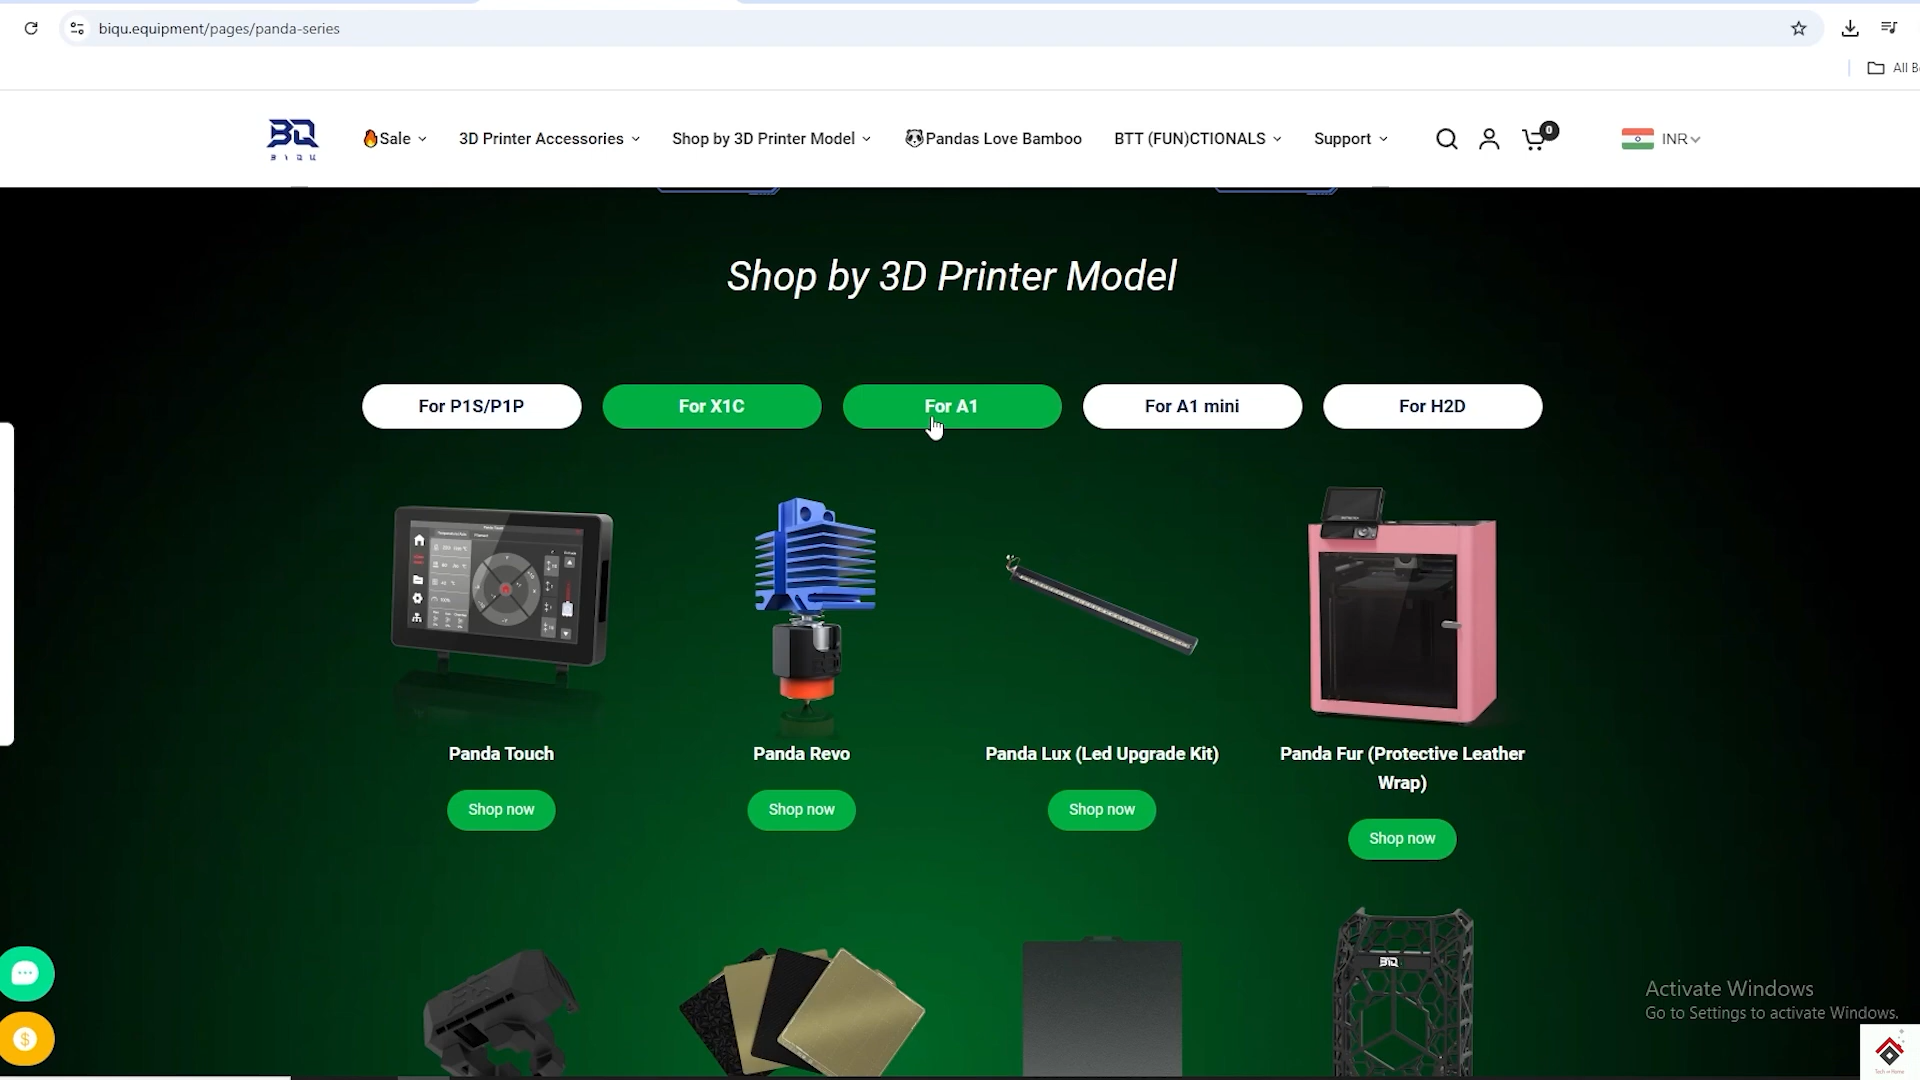 biqu.equipment/pages/panda-series
All B
BIQU
🔥Sale
3D Printer Accessories
Shop by 3D Printer Model
🐼Pandas Love Bamboo
BTT (FUN)CTIONALS
Support
0
INR
Shop by 3D Printer Model
For P1S/P1P
For X1C
For A1
For A1 mini
For H2D
Panda Touch
Panda Revo
Panda Lux (Led Upgrade Kit)
Panda Fur (Protective Leather
Wrap)
Shop now
Shop now
Shop now
Shop now
BIQ
Activate Windows
Go to Settings to activate Windows.